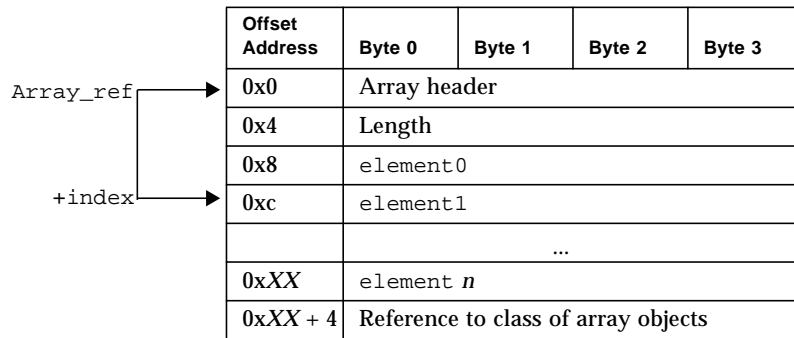 Offset
Address Byte 0 Byte 1 Byte 2 Byte 3
Array_ref 0x0 Array header
0x4 Length
0x8 element0
+index 0xc element1
...
0xXX element n
0xXX + 4 Reference to class of array objects